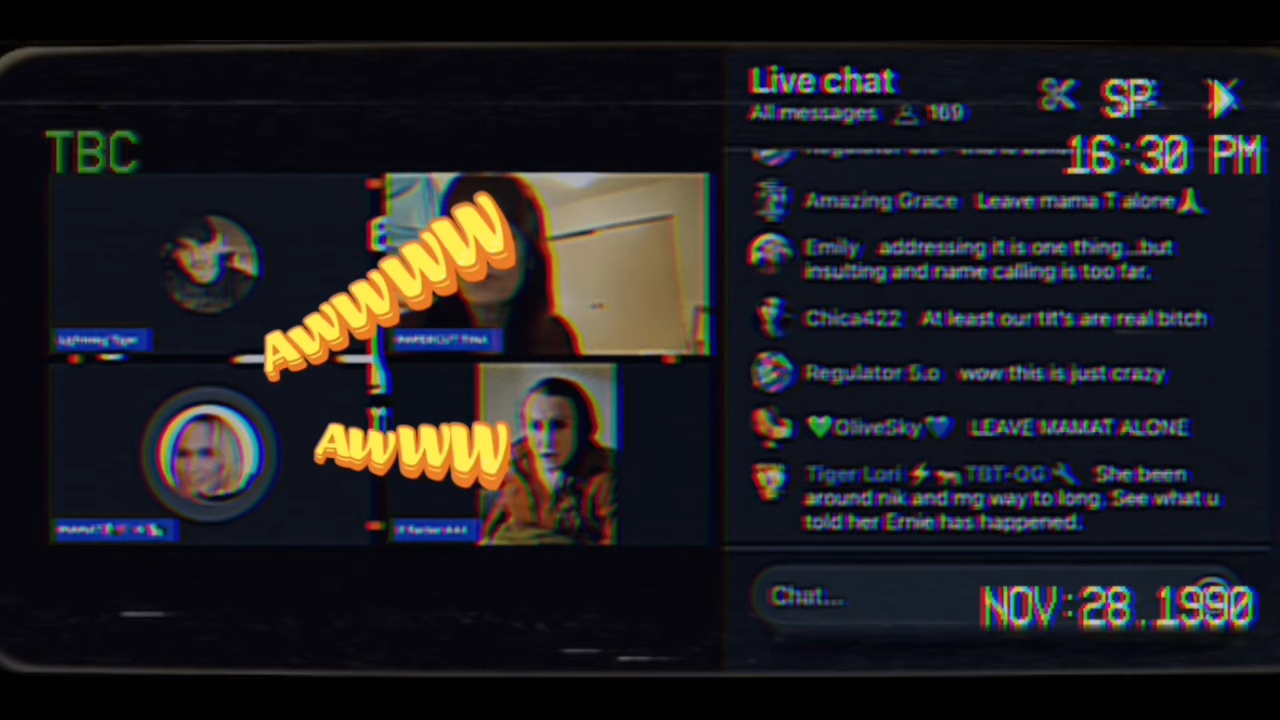 TBC
AWWWW
AWWWW
Live chat
All messages 169
SP
16:30 PM
Amazing Grace Leave mama T alone🙏
Emily addressing it is one thing...but
insulting and name calling is too far.
Chica422 At least our tit's are real bitch
Regulator 5.o wow this is just crazy
💚OliveSky💙 LEAVE MAMAT ALONE
Tiger Lori ⚡🐅TBT-OG She been
around nik and mg way to long, See what u
told her Ernie has happened.
Chat...
NOV:28.1990